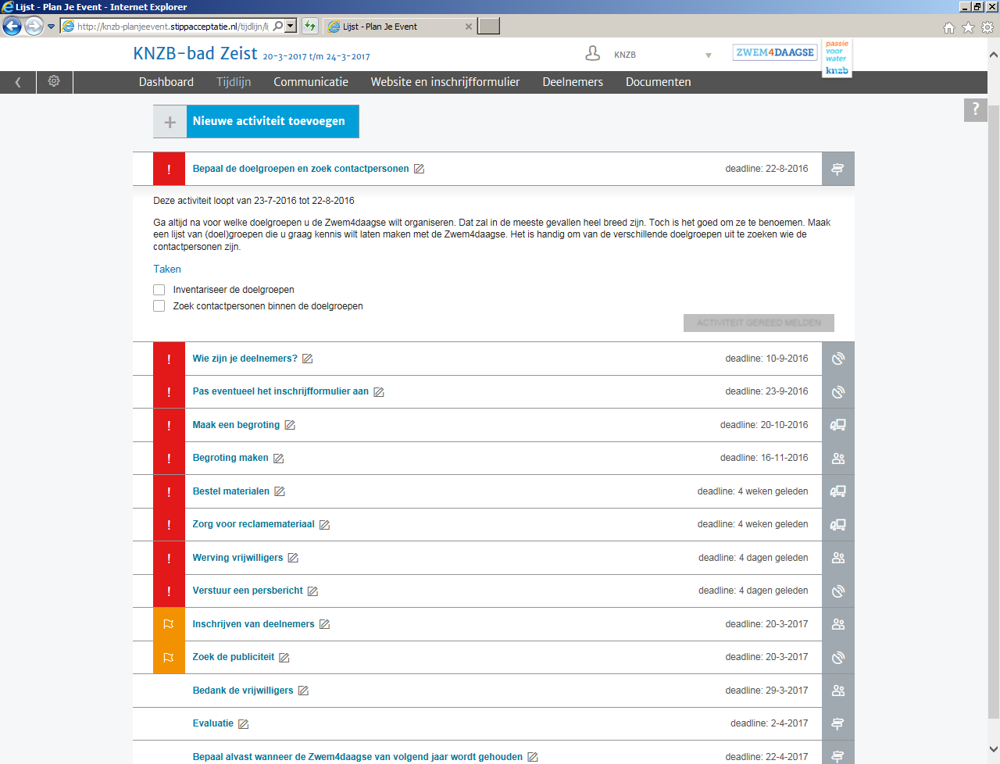 Lijst - Plan Je Event - Internet Explorer
http://knzb-planjeevent.stippacceptatie.nl/tijdlijn/lij
Lijst - Plan Je Event
KNZB-bad Zeist 20-3-2017 t/m 24-3-2017
KNZB
ZWEM4DAAGSE
passie
voor
water
knzb
Dashboard Tijdlijn Communicatie Website en inschrijfformulier Deelnemers Documenten
?
+ Nieuwe activiteit toevoegen
! Bepaal de doelgroepen en zoek contactpersonen deadline: 22-8-2016
Deze activiteit loopt van 23-7-2016 tot 22-8-2016
Ga altijd na voor welke doelgroepen u de Zwem4daagse wilt organiseren. Dat zal in de meeste gevallen heel breed zijn. Toch is het goed om ze te benoemen. Maak
een lijst van (doel)groepen die u graag kennis wilt laten maken met de Zwem4daagse. Het is handig om van de verschillende doelgroepen uit te zoeken wie de
contactpersonen zijn.
Taken
Inventariseer de doelgroepen
Zoek contactpersonen binnen de doelgroepen
ACTIVITEIT GEREED MELDEN
! Wie zijn je deelnemers? deadline: 10-9-2016
! Pas eventueel het inschrijfformulier aan deadline: 23-9-2016
! Maak een begroting deadline: 20-10-2016
! Begroting maken deadline: 16-11-2016
! Bestel materialen deadline: 4 weken geleden
! Zorg voor reclamemateriaal deadline: 4 weken geleden
! Werving vrijwilligers deadline: 4 dagen geleden
! Verstuur een persbericht deadline: 4 dagen geleden
Inschrijven van deelnemers deadline: 20-3-2017
Zoek de publiciteit deadline: 20-3-2017
Bedank de vrijwilligers deadline: 29-3-2017
Evaluatie deadline: 2-4-2017
Bepaal alvast wanneer de Zwem4daagse van volgend jaar wordt gehouden deadline: 22-4-2017